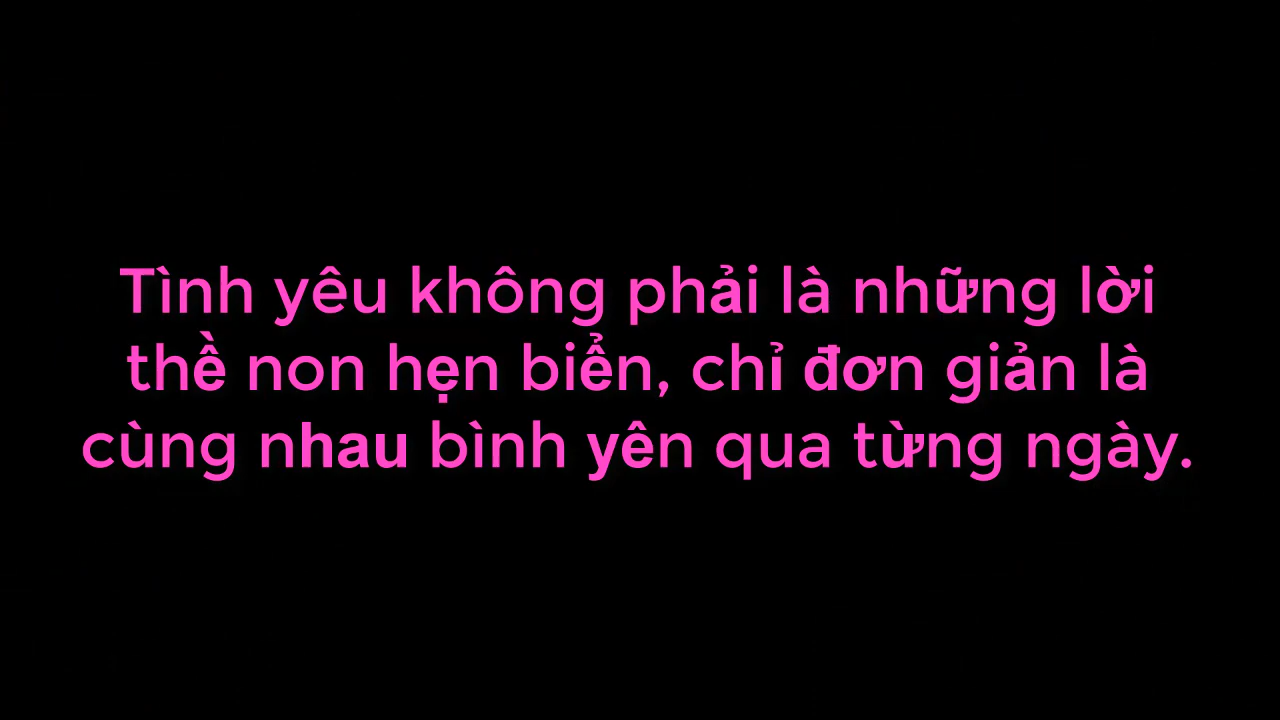 Tình yêu không phải là những lời
thề non hẹn biển, chỉ đơn giản là
cùng nhau bình yên qua từng ngày.